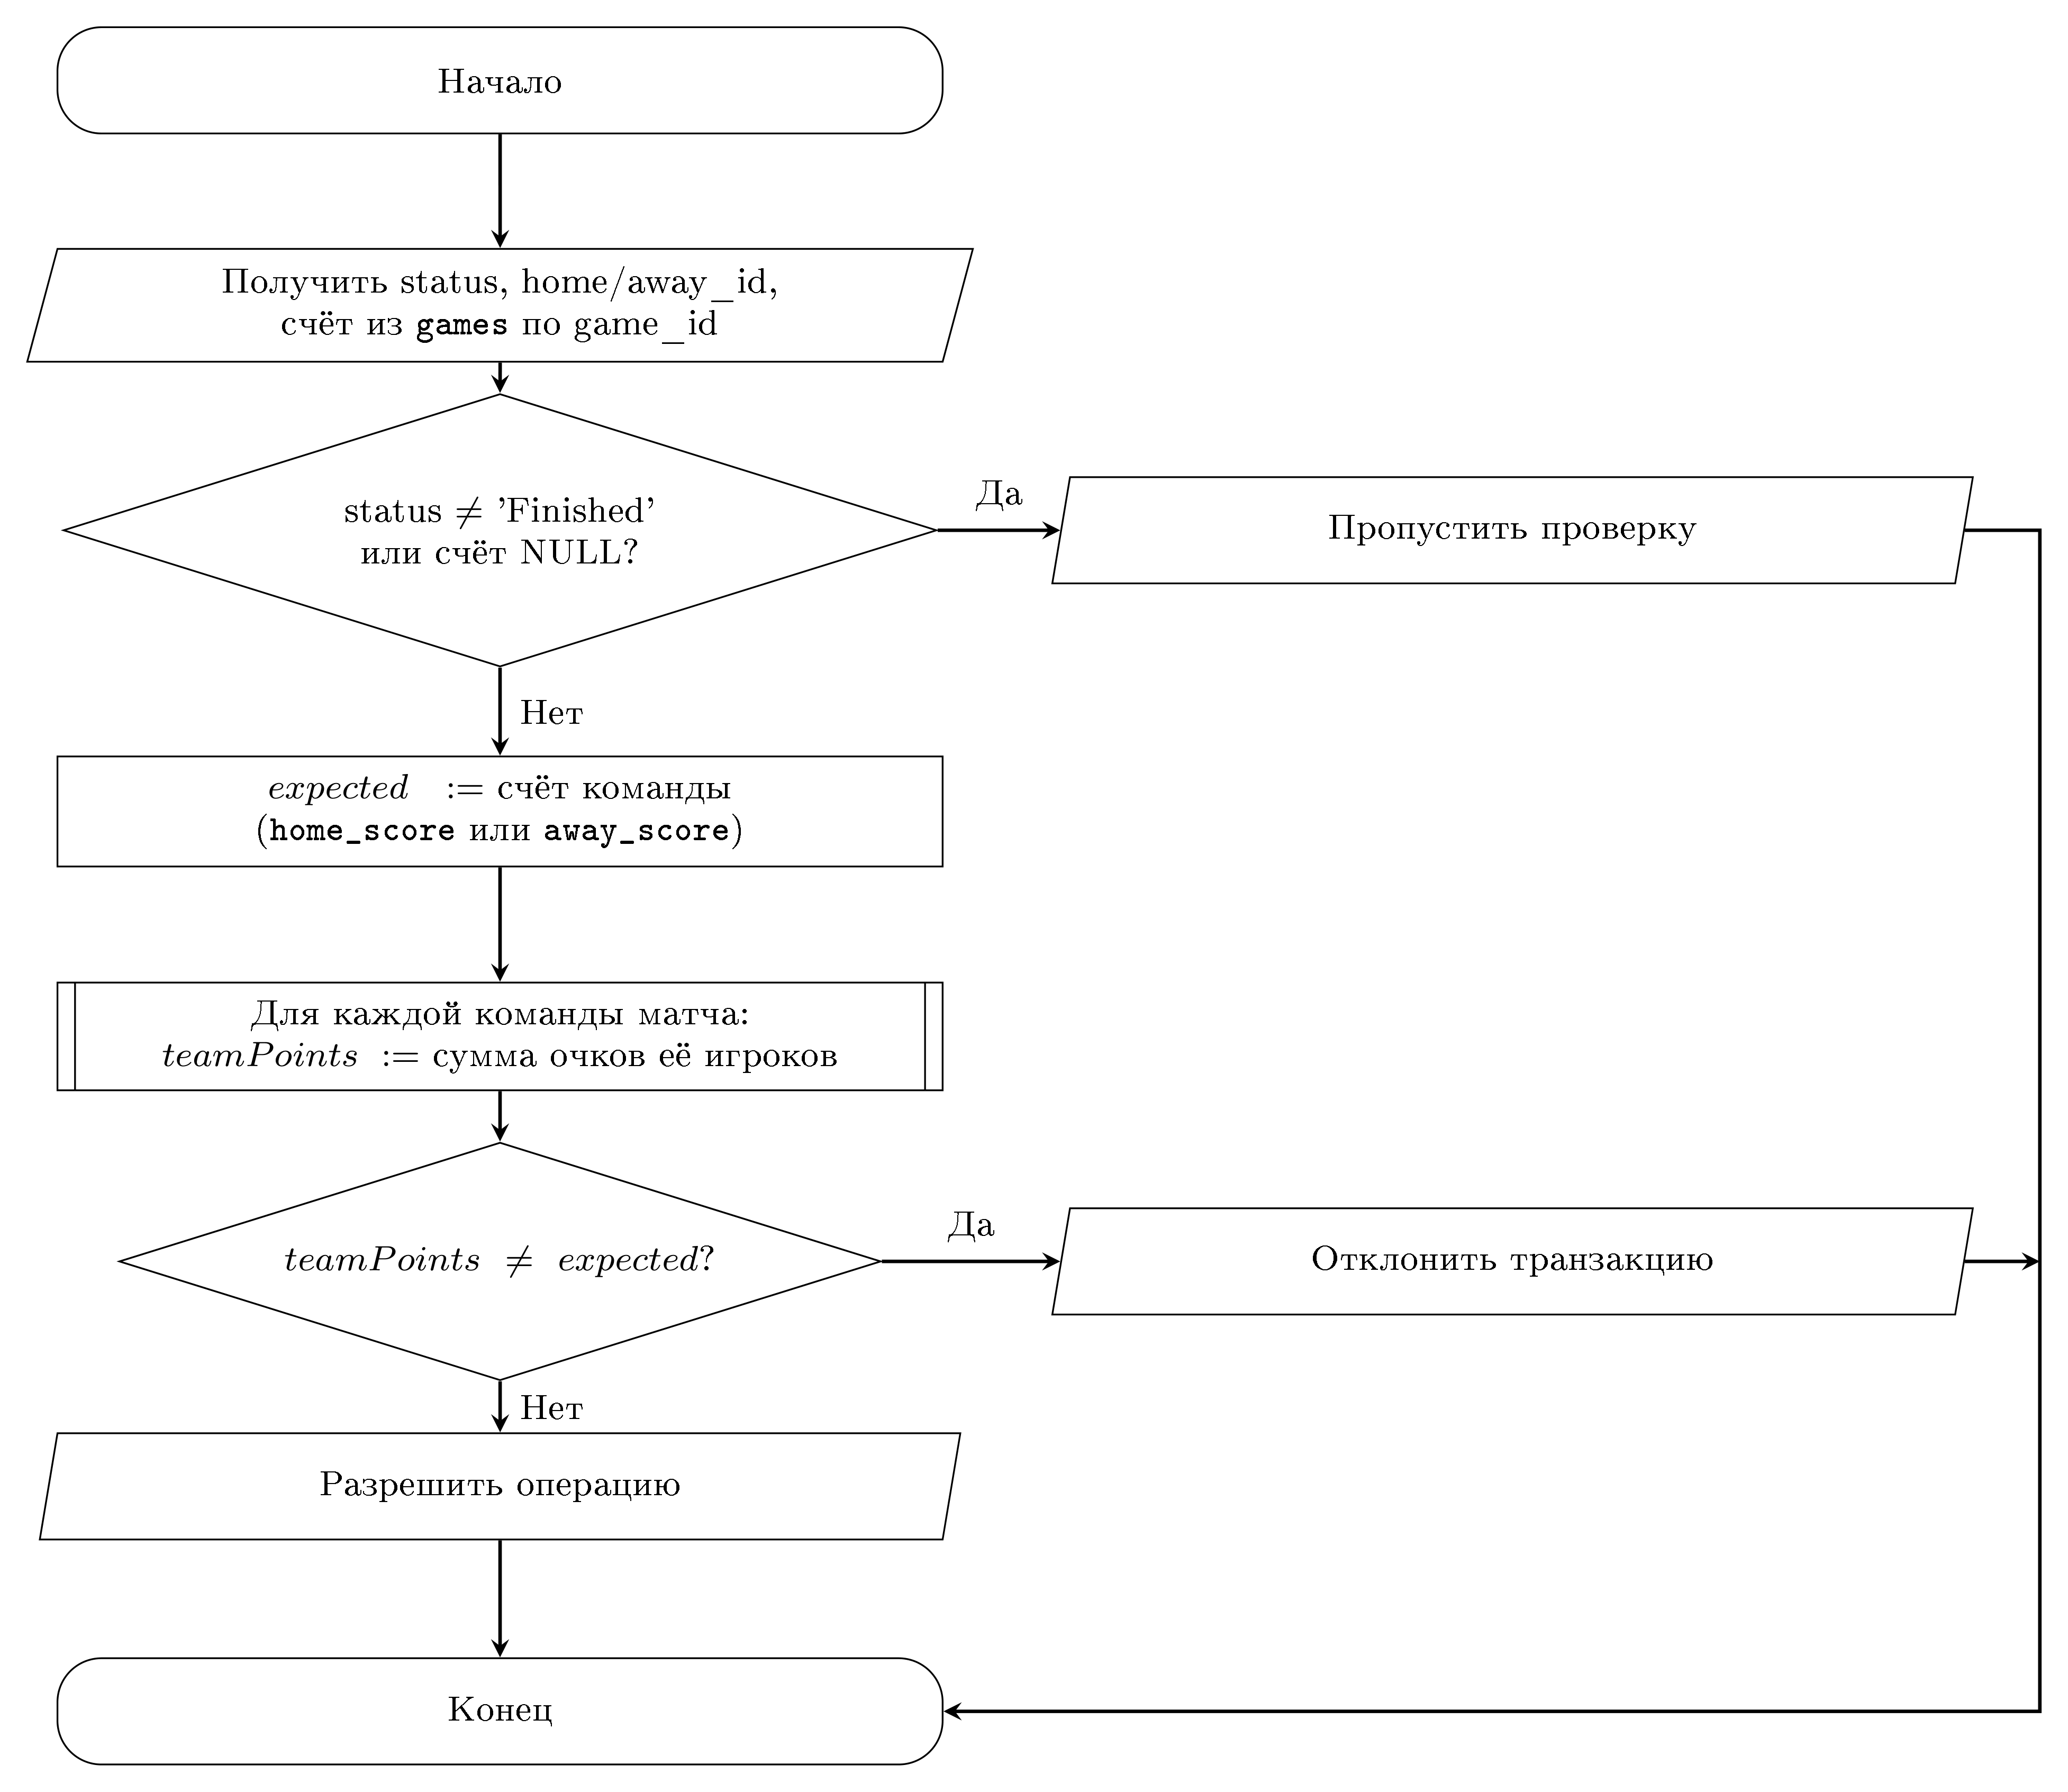 Начало
Получить status, home/away_id,
счёт из games по game_id
status ≠ 'Finished'
или счёт NULL?
Да
Пропустить проверку
Нет
expected := счёт команды
(home_score или away_score)
Для каждой команды матча:
teamPoints := сумма очков её игроков
teamPoints ≠ expected?
Да
Отклонить транзакцию
Нет
Разрешить операцию
Конец